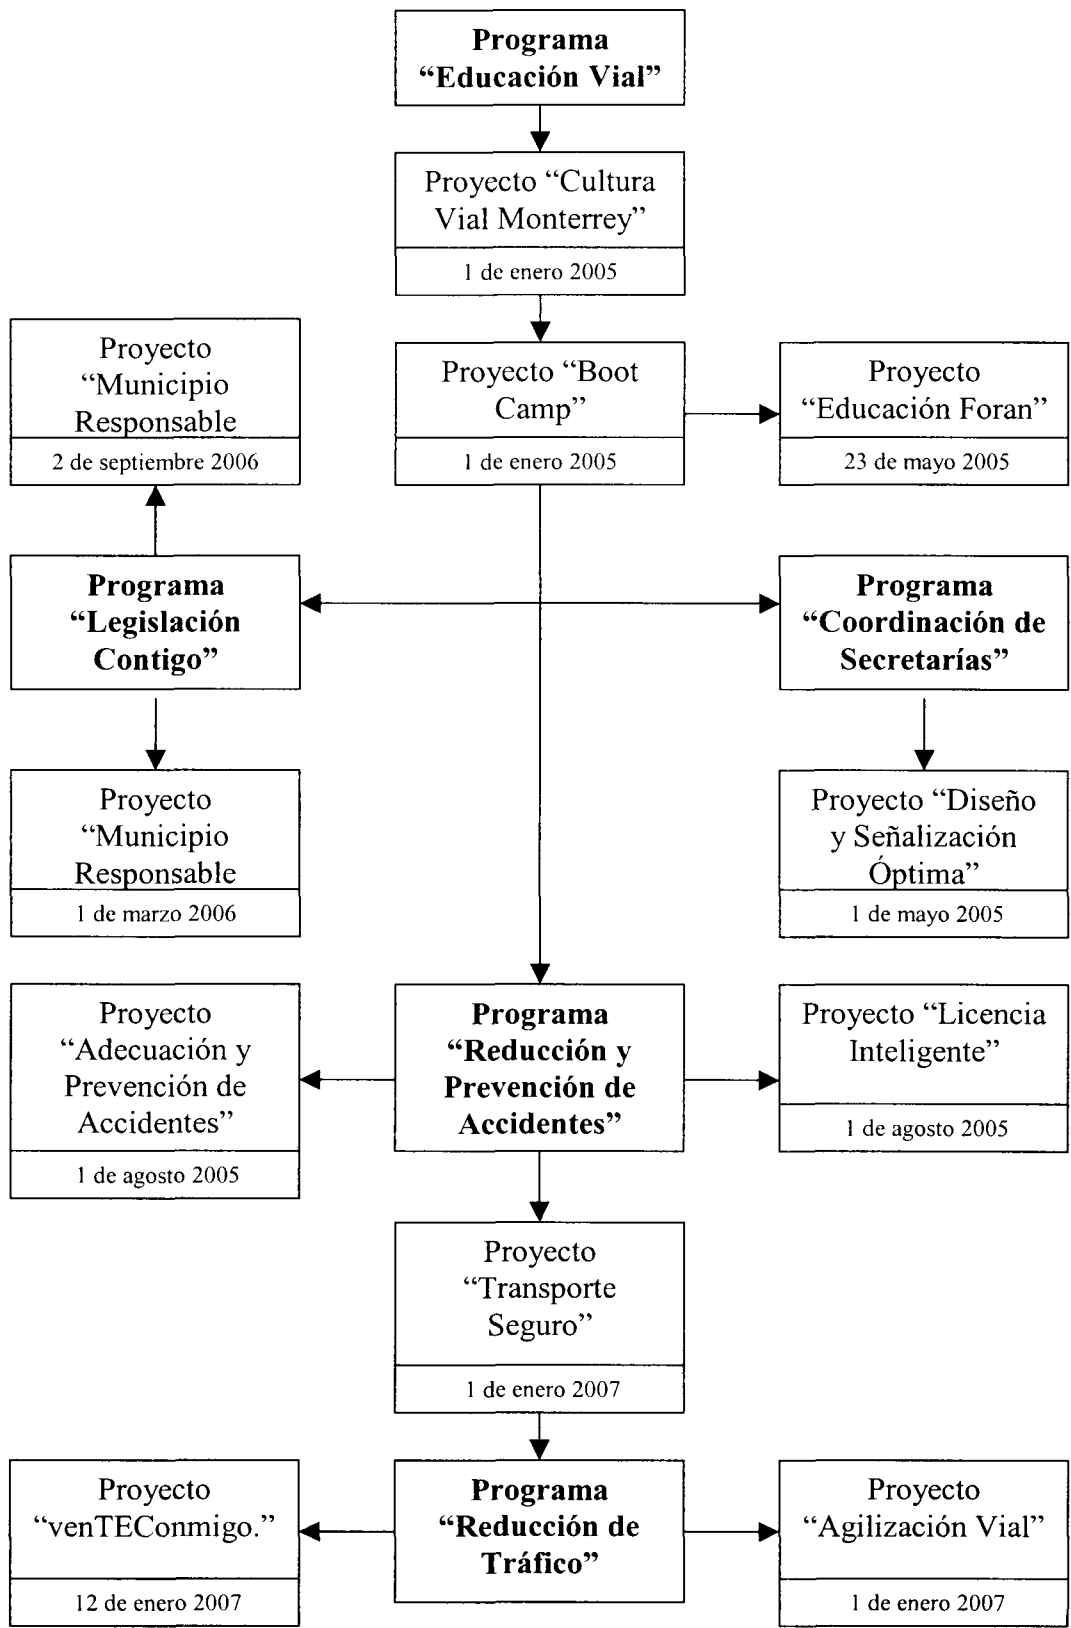 Programa
“Educación Vial”
Proyecto “Cultura
Vial Monterrey”
1 de enero 2005
Proyecto
“Municipio
Responsable
2 de septiembre 2006
Proyecto “Boot
Camp”
1 de enero 2005
Proyecto
“Educación Foran”
23 de mayo 2005
Programa
“Legislación
Contigo”
Programa
“Coordinación de
Secretarías”
Proyecto
“Municipio
Responsable
1 de marzo 2006
Proyecto “Diseño
y Señalización
Óptima”
1 de mayo 2005
Proyecto
“Adecuación y
Prevención de
Accidentes”
1 de agosto 2005
Programa
“Reducción y
Prevención de
Accidentes”
Proyecto “Licencia
Inteligente”
1 de agosto 2005
Proyecto
“Transporte
Seguro”
1 de enero 2007
Proyecto
“venTEConmigo.”
12 de enero 2007
Programa
“Reducción de
Tráfico”
Proyecto
“Agilización Vial”
1 de enero 2007